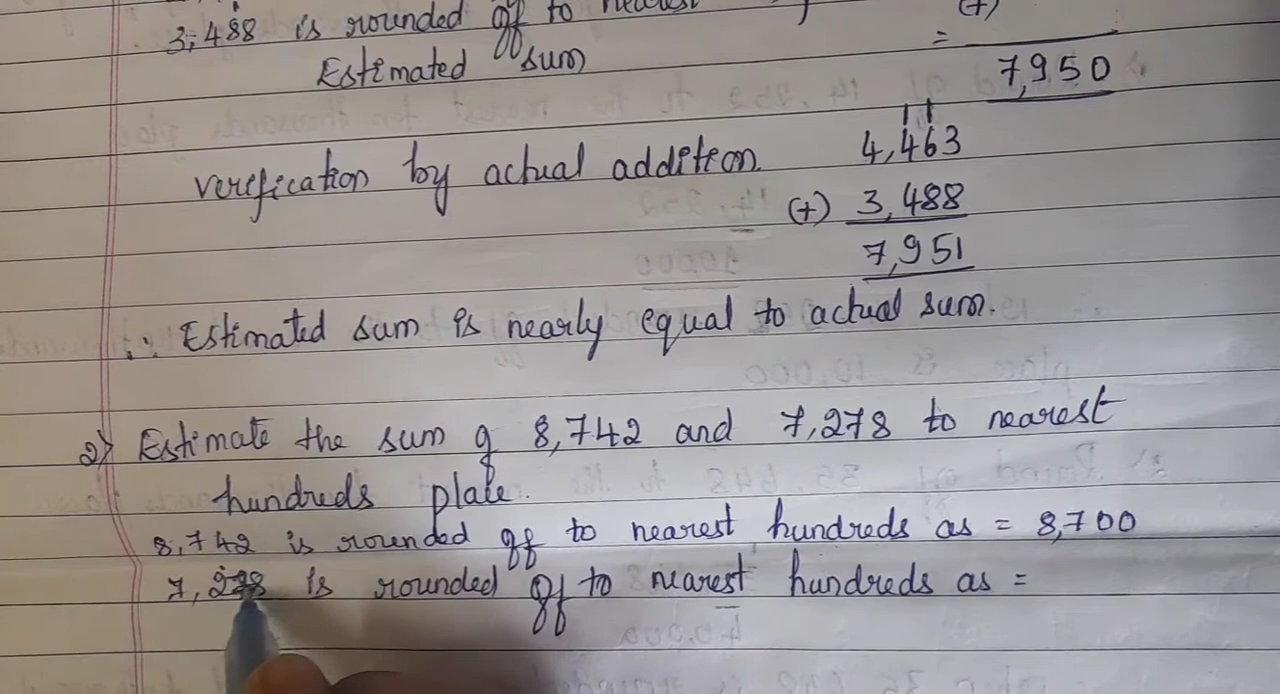 3,488 is rounded off to nearest
(+)
Estimated sum = 7,950
verification by actual addition. 4,463
(+) 3,488
7,951
∴ Estimated sum is nearly equal to actual sum.
2) Estimate the sum of 8,742 and 7,278 to nearest
hundreds place.
8,742 is rounded off to nearest hundreds as = 8,700
7,278 is rounded off to nearest hundreds as =